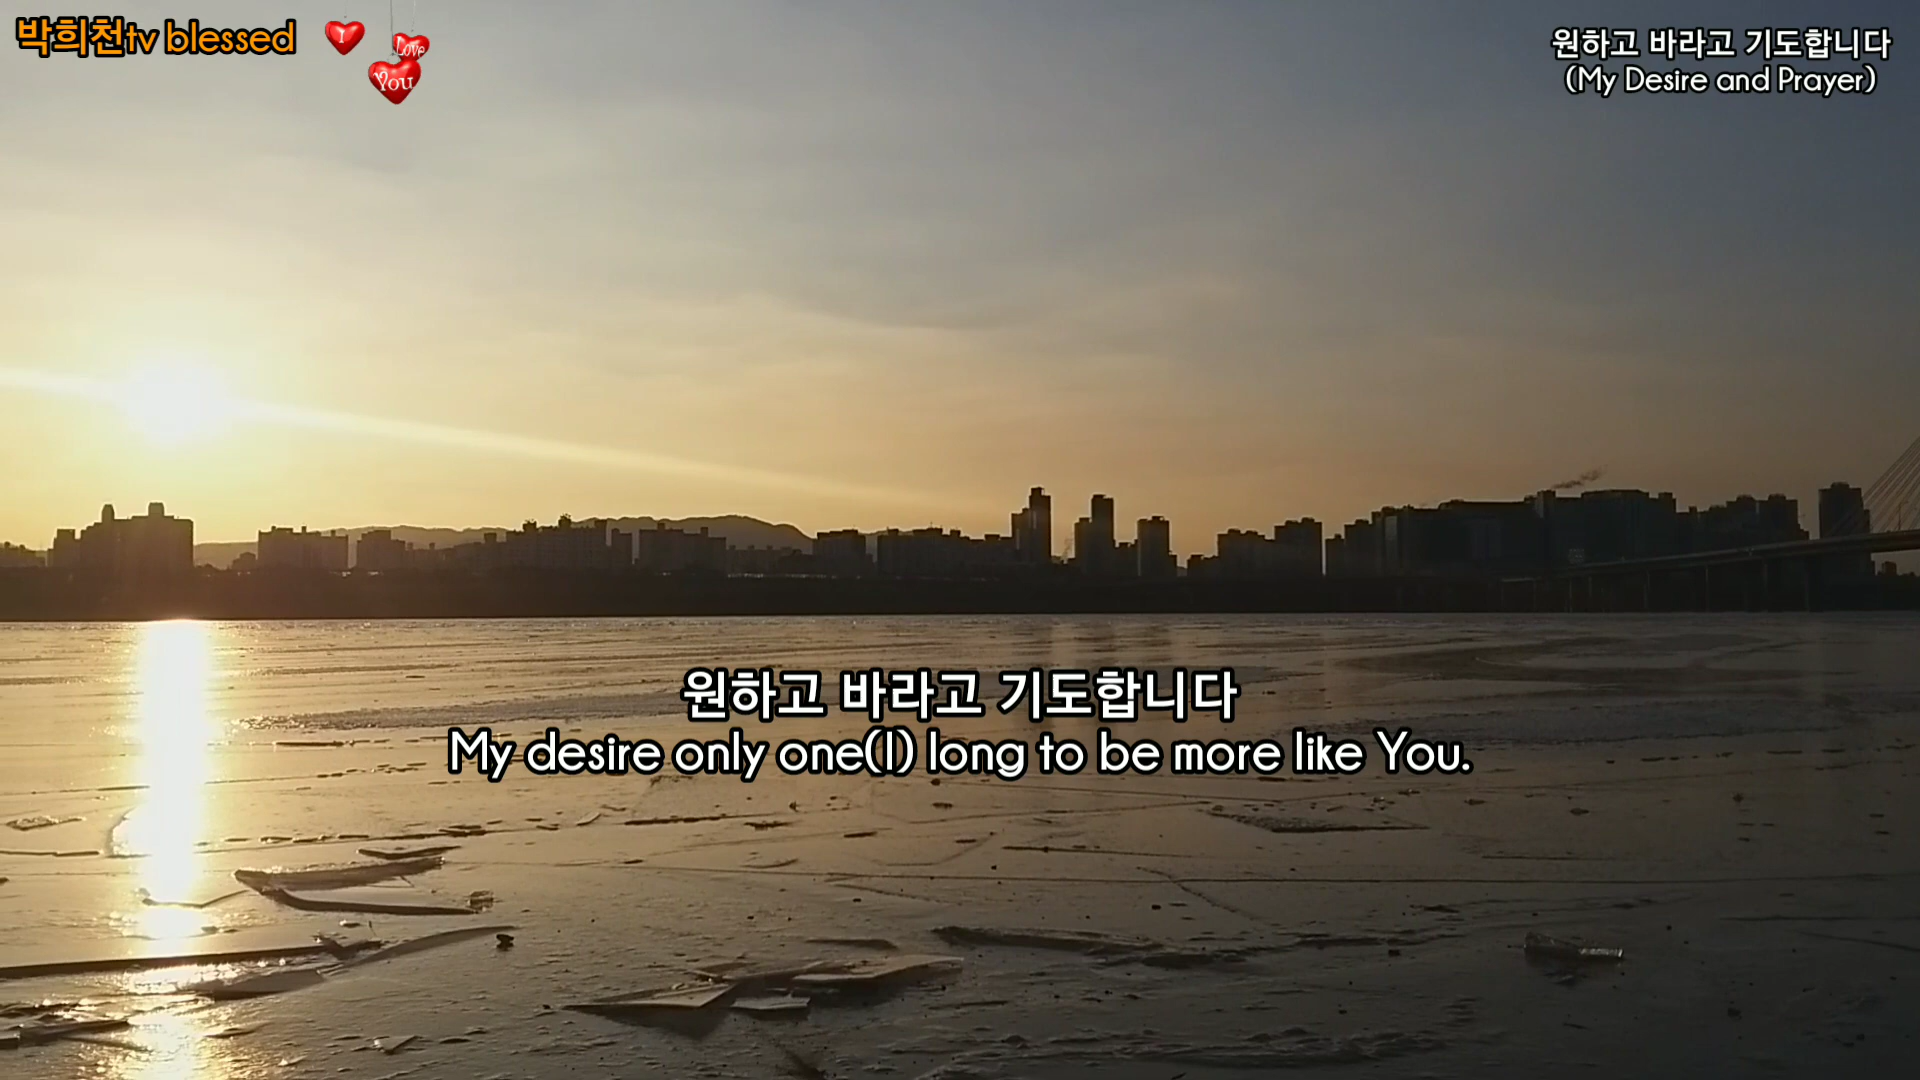 박희천tv blessed
I
Love
You
원하고 바라고 기도합니다
(My Desire and Prayer)
원하고 바라고 기도합니다
My desire only one(I) long to be more like You.